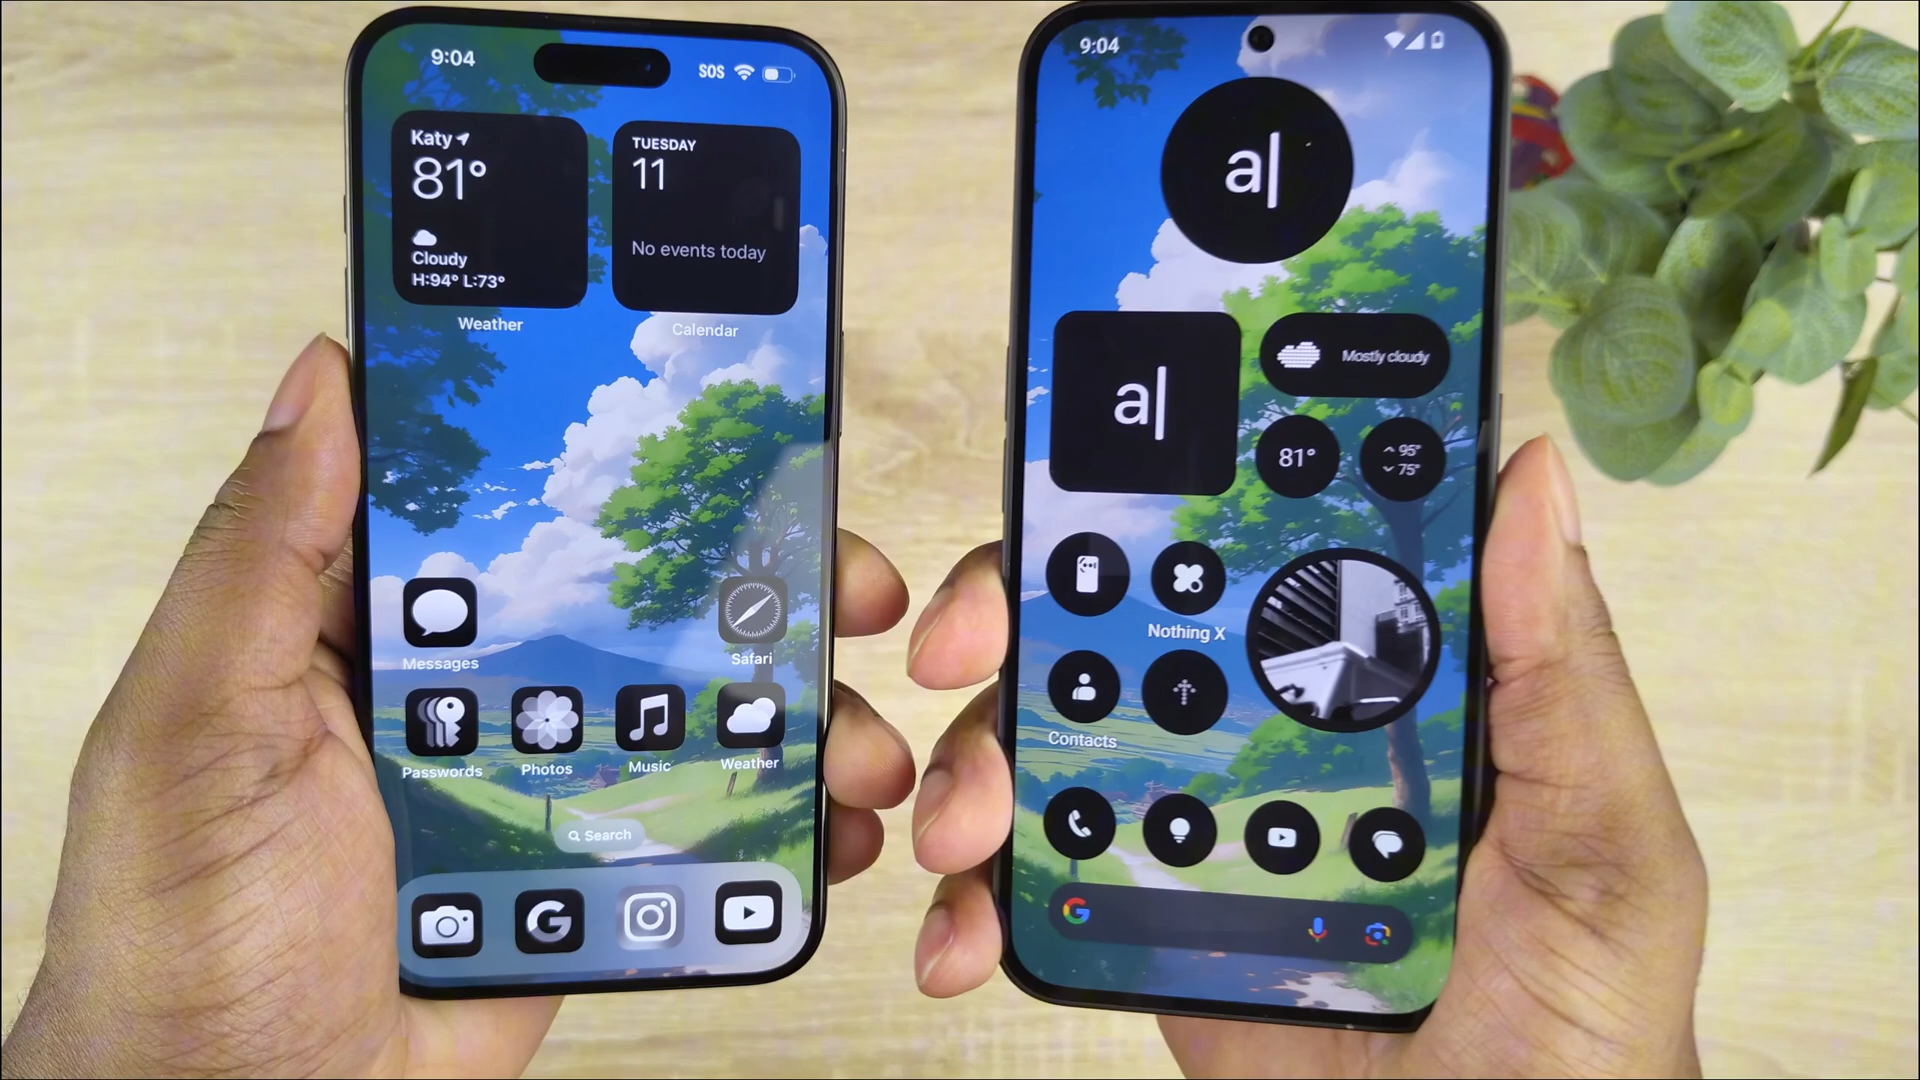 9:04
SOS
Katy
81°
Cloudy
H:94° L:73°
Weather
TUESDAY
11
No events today
Calendar
Messages
Safari
Passwords
Photos
Music
Weather
Search
G
9:04
a|
a|
Mostly cloudy
81°
95°
75°
Nothing X
Contacts
G